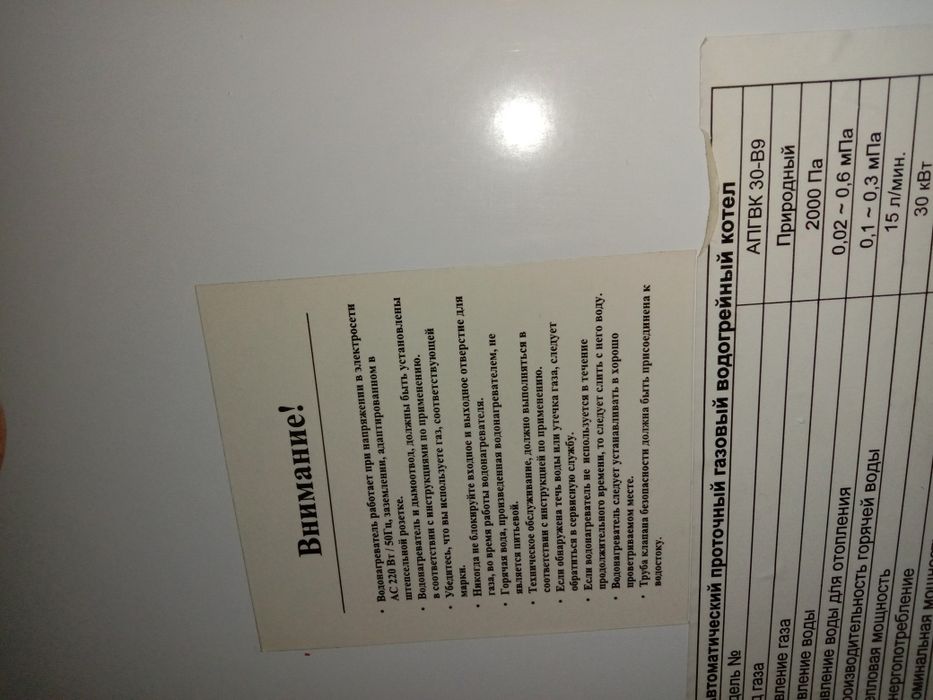 Внимание!
• Водонагреватель работает при напряжении в электросети
АС 220 Вт / 50Гц, заземлении, адаптированном в
штепсельной розетке.
• Водонагреватель и дымоотвод, должны быть установлены
в соответствии с инструкциями по применению.
• Убедитесь, что вы используете газ, соответствующей
марки.
• Никогда не блокируйте входное и выходное отверстие для
газа, во время работы водонагревателя.
• Горячая вода, произведенная водонагревателем, не
является питьевой.
• Техническое обслуживание, должно выполняться в
соответствии с инструкцией по применению.
• Если обнаружена течь воды или утечка газа, следует
обратиться в сервисную службу.
• Если водонагреватель не используется в течение
продолжительного времени, то следует слить с него воду.
• Водонагреватель следует устанавливать в хорошо
проветриваемом месте.
• Труба клапана безопасности должна быть присоединена к
водостоку.
втоматический проточный газовый водогрейный котел
дель № АПГВК 30-В9
газа Природный
вление газа 2000 Па
вление воды 0,02 ~ 0,6 мПа
вление воды для отопления 0,1 ~ 0,3 мПа
оизводительность горячей воды 15 л/мин.
пловая мощность 30 кВт
нергопотребление